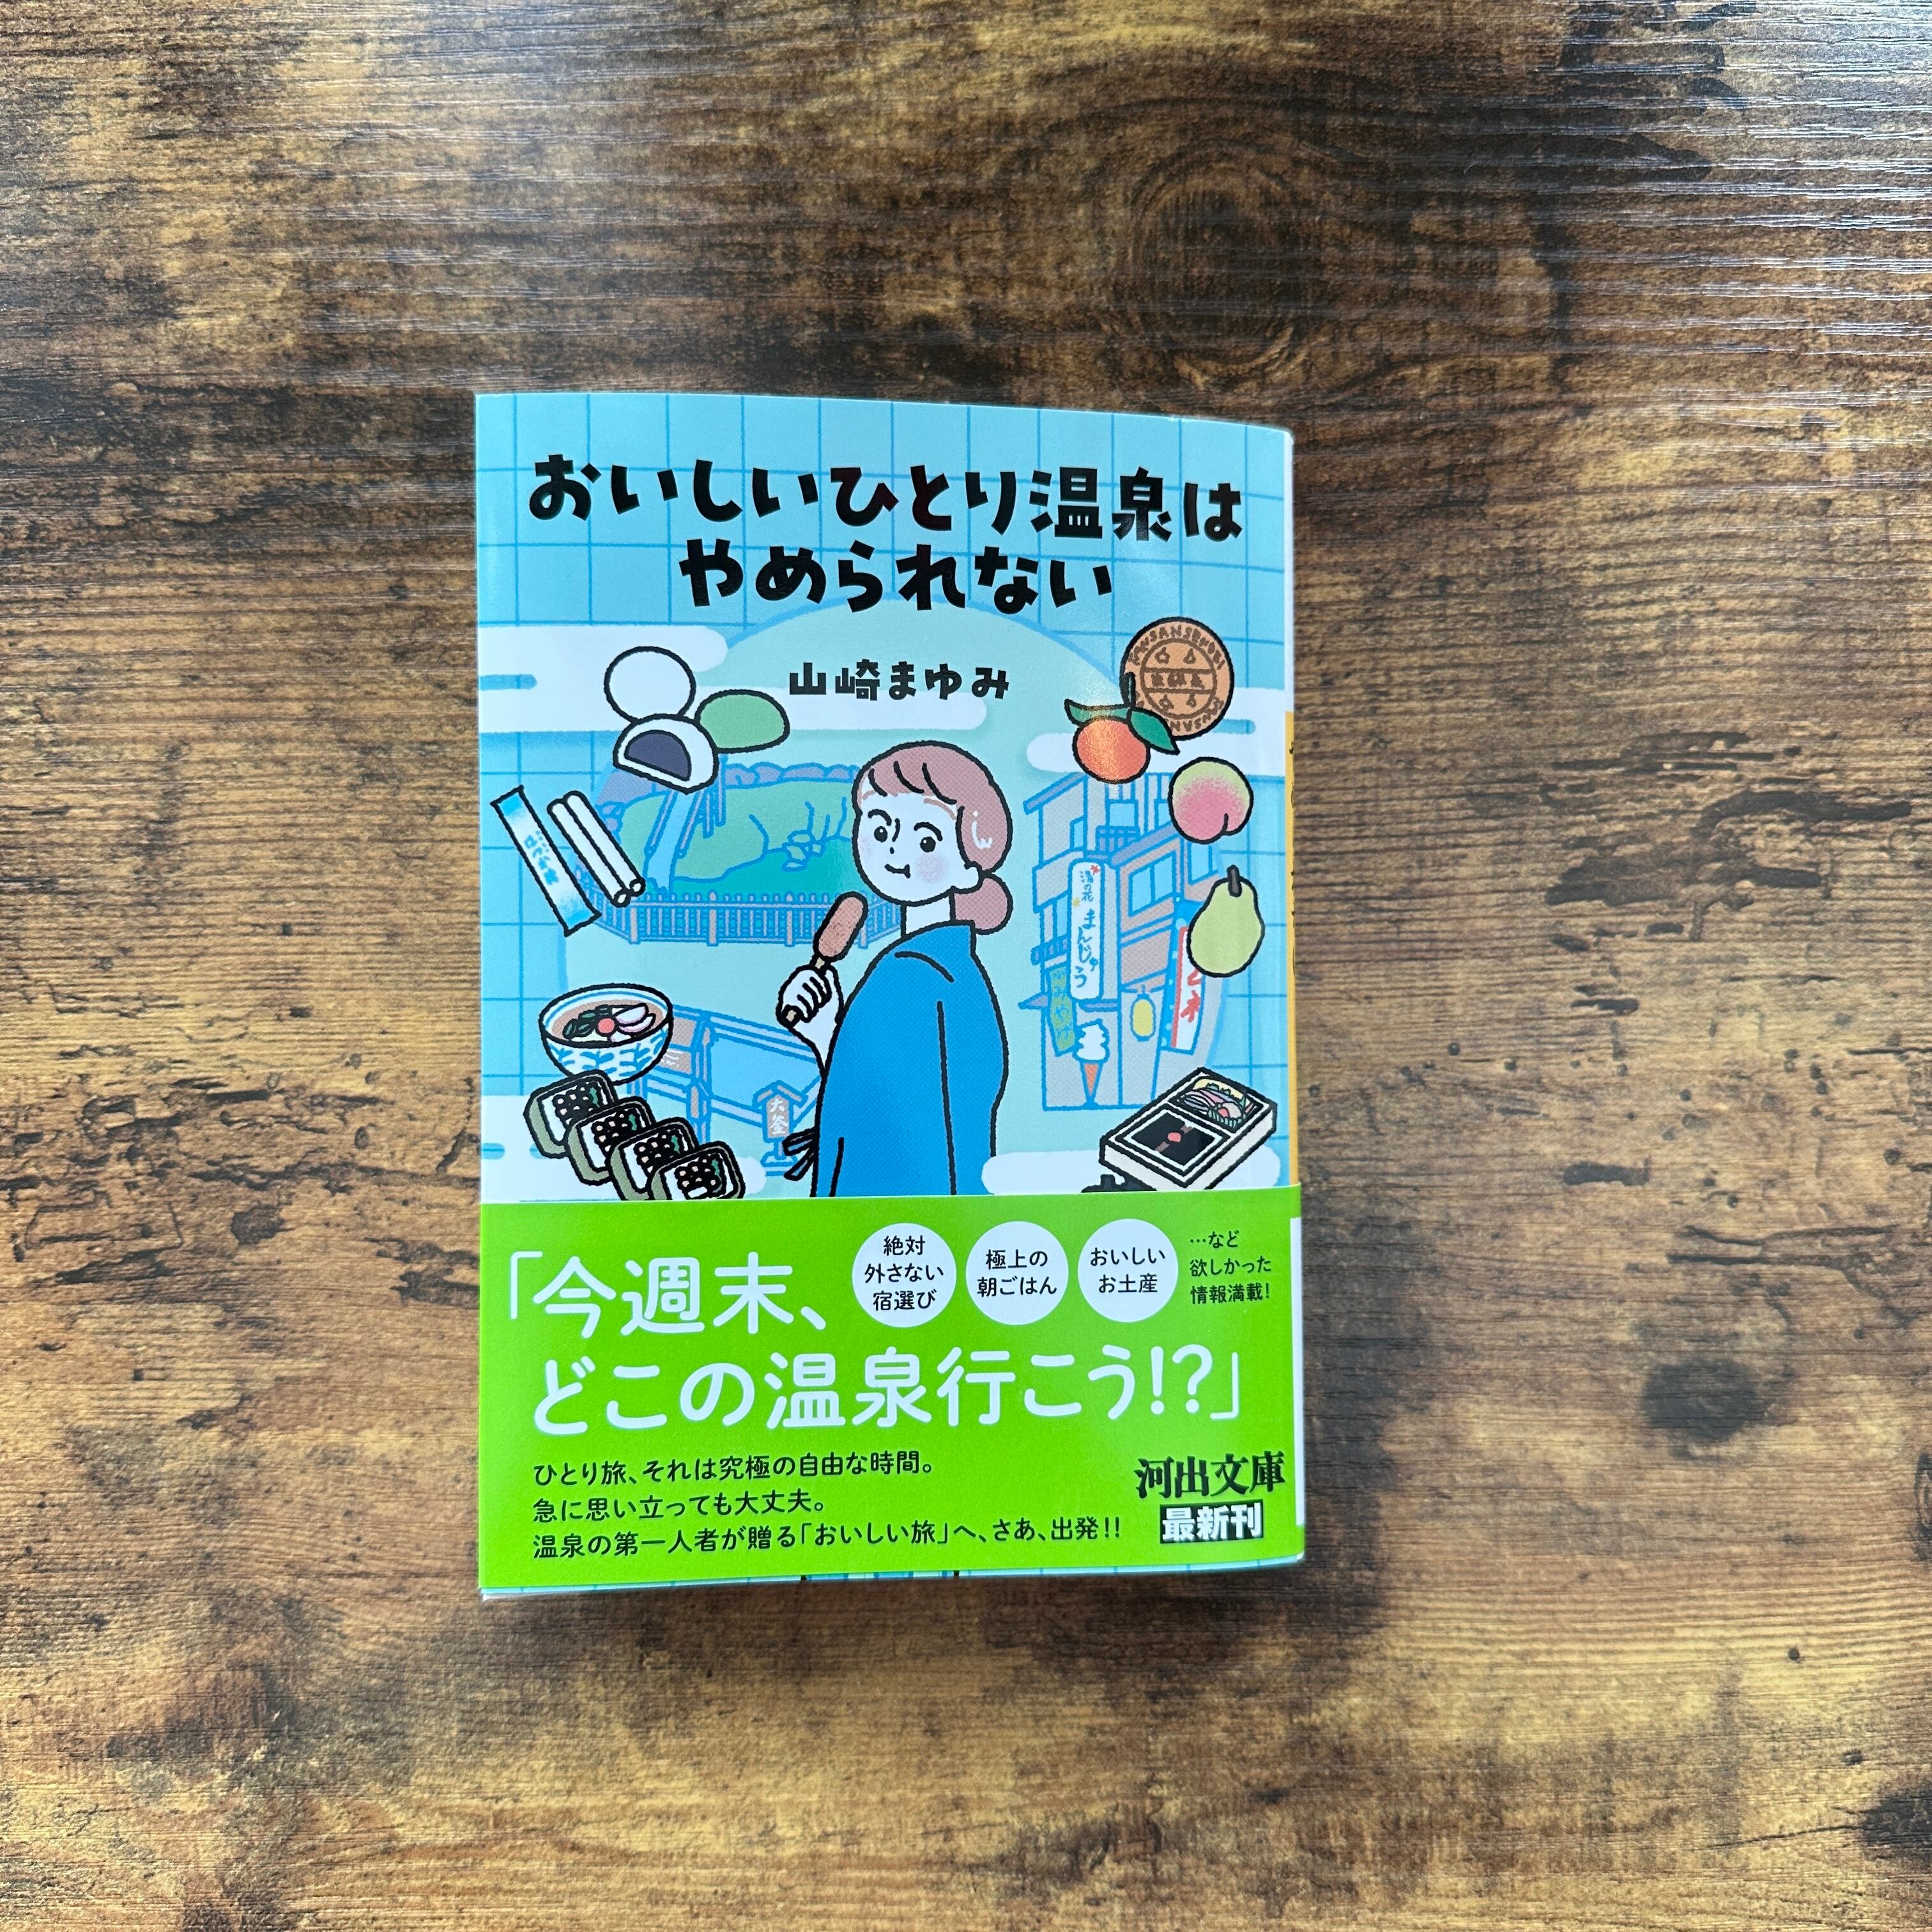 おいしいひとり温泉は
やめられない
山崎まゆみ
湯の花
まんじゅう
大釜
「今週末、
どこの温泉行こう!?」
絶対
外さない
宿選び
極上の
朝ごはん
おいしい
お土産
…など
欲しかった
情報満載!
ひとり旅、それは究極の自由な時間。
急に思い立っても大丈夫。
温泉の第一人者が贈る「おいしい旅」へ、さあ、出発!!
河出文庫
最新刊